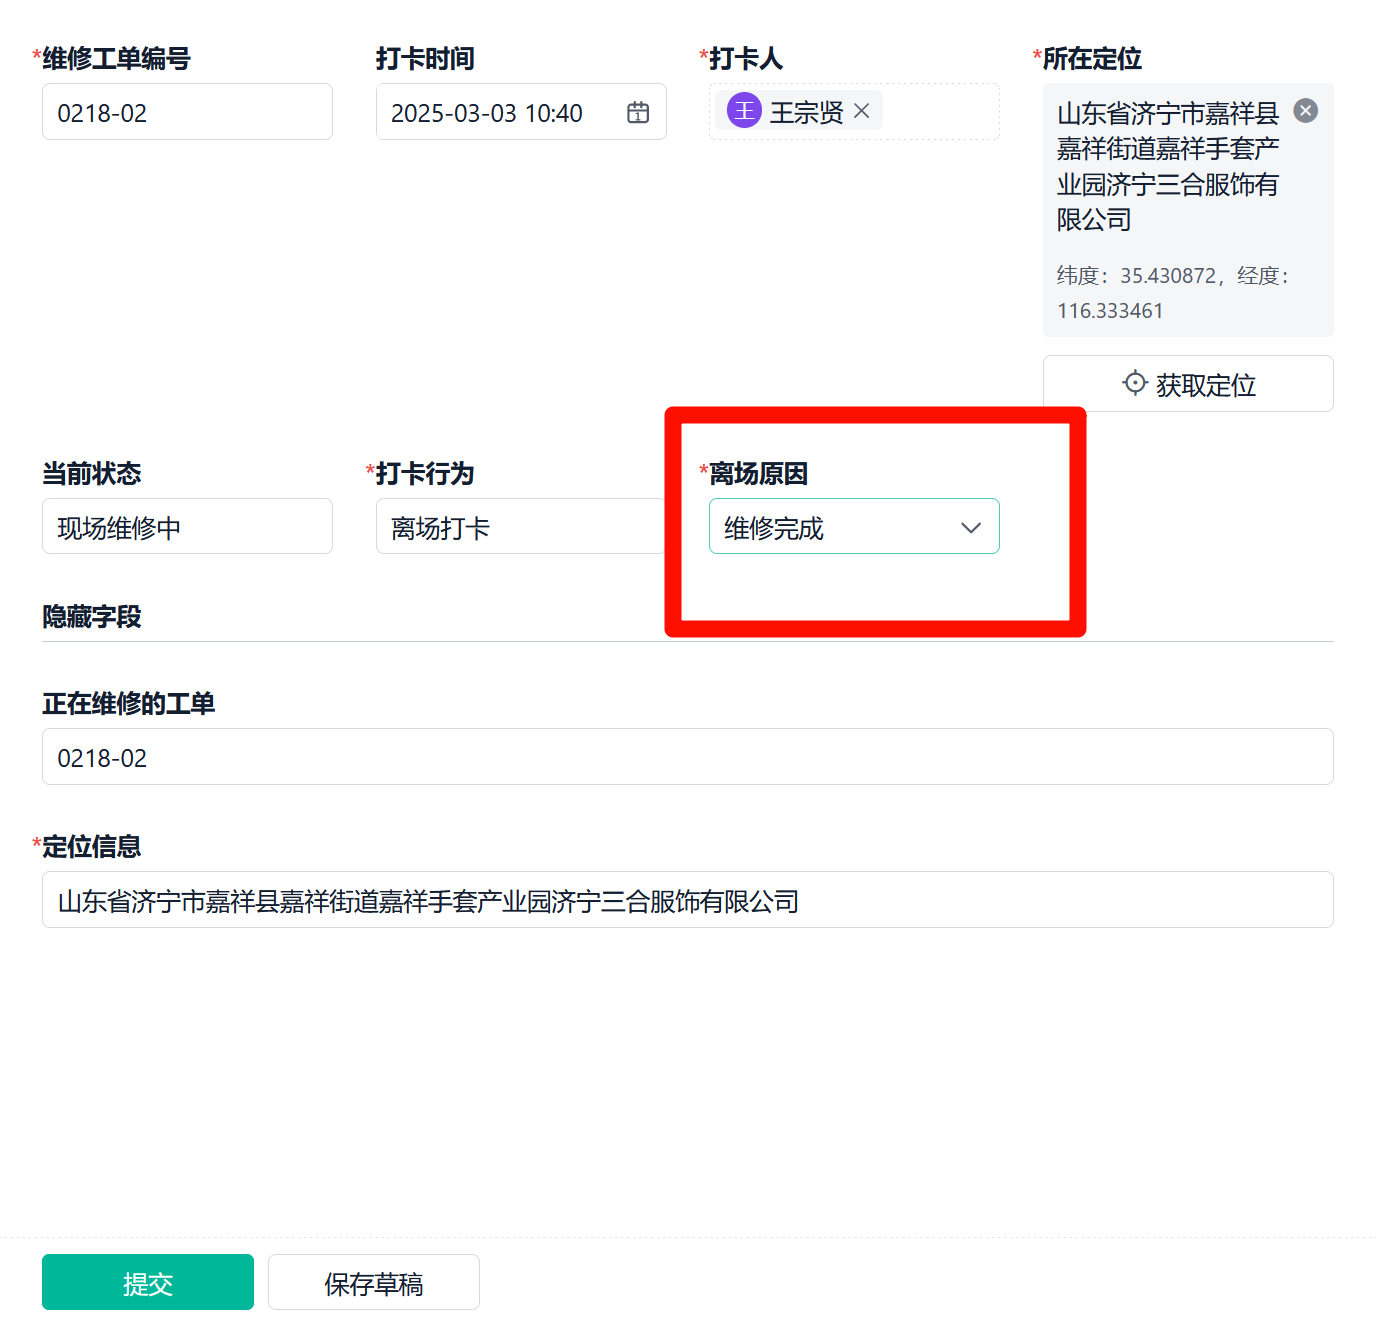 *维修工单编号
打卡时间
*打卡人
*所在定位
0218-02
2025-03-03 10:40
王 王宗贤
山东省济宁市嘉祥县
嘉祥街道嘉祥手套产
业园济宁三合服饰有
限公司
纬度：35.430872，经度：
116.333461
获取定位
当前状态
*打卡行为
*离场原因
现场维修中
离场打卡
维修完成
隐藏字段
正在维修的工单
0218-02
*定位信息
山东省济宁市嘉祥县嘉祥街道嘉祥手套产业园济宁三合服饰有限公司
提交
保存草稿